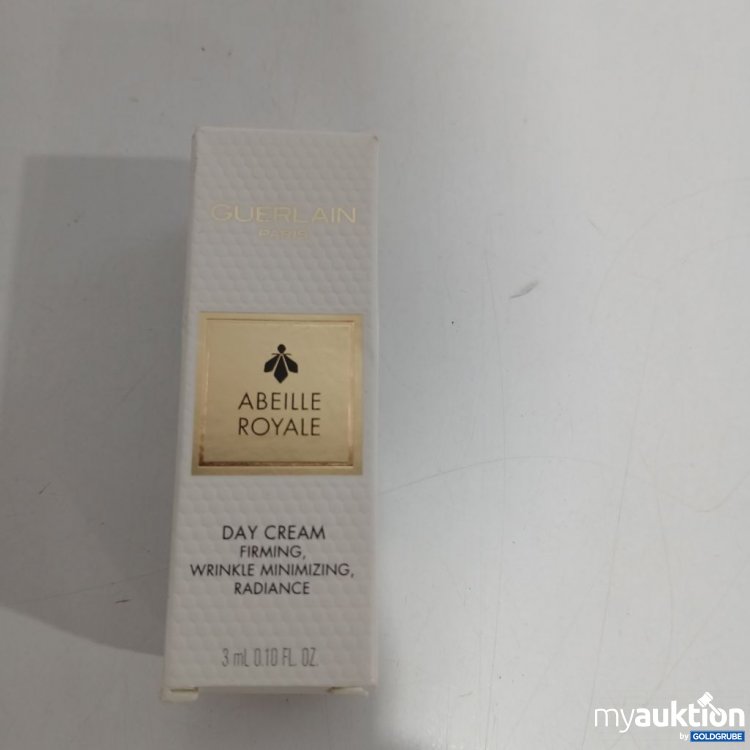 GUERLAIN
PARIS
ABEILLE
ROYALE
DAY CREAM
FIRMING,
WRINKLE MINIMIZING,
RADIANCE
3 mL 0.10 FL. OZ.
myauktion
by GOLDGRUBE